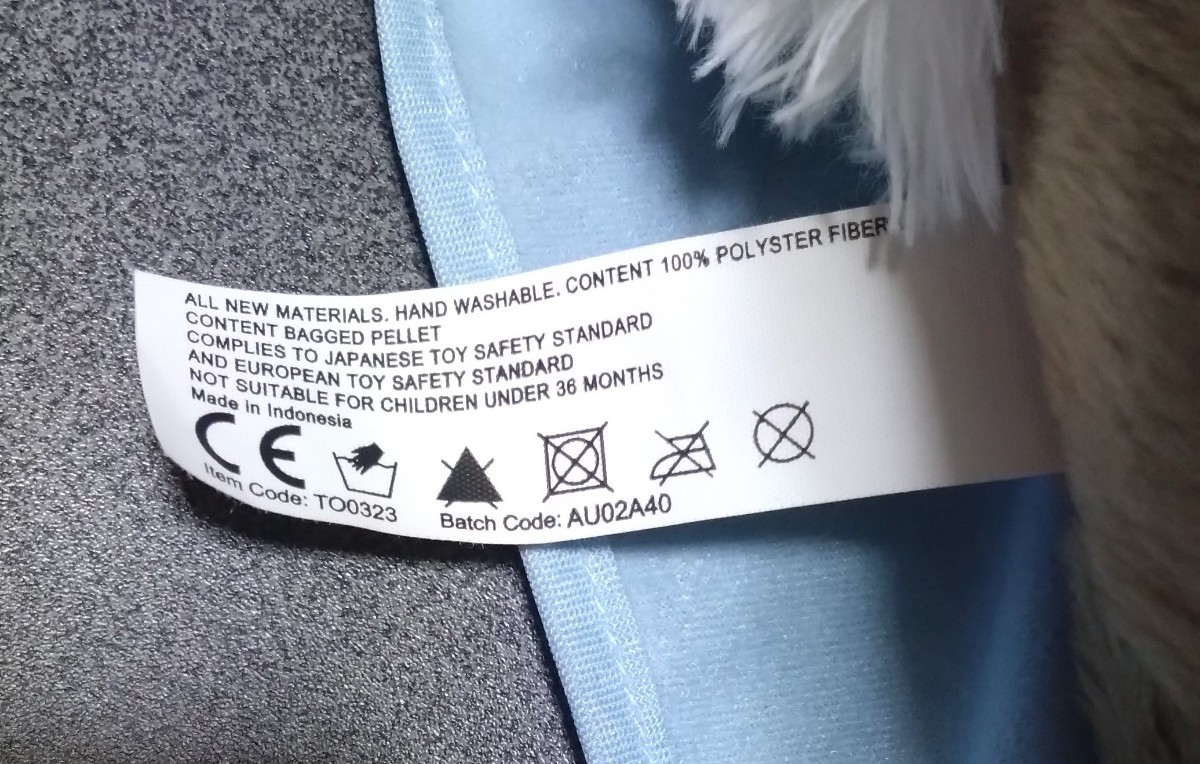 ALL NEW MATERIALS. HAND WASHABLE. CONTENT 100% POLYSTER FIBER
CONTENT BAGGED PELLET
COMPLIES TO JAPANESE TOY SAFETY STANDARD
AND EUROPEAN TOY SAFETY STANDARD
NOT SUITABLE FOR CHILDREN UNDER 36 MONTHS
Made in Indonesia
CE
Item Code: TO0323
Batch Code: AU02A40